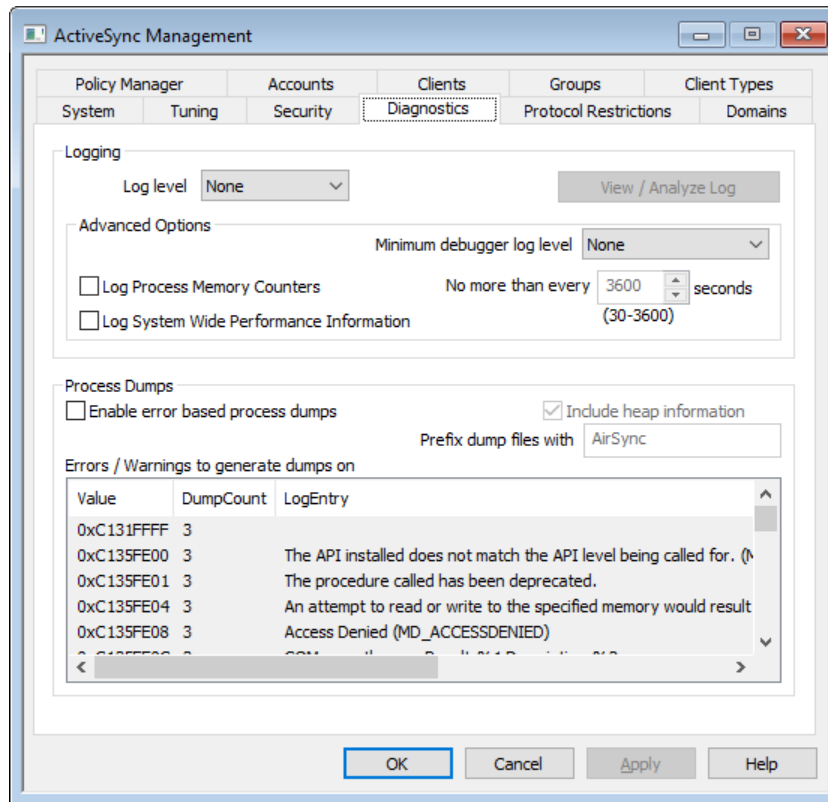 ActiveSync Management
Policy Manager Accounts Clients Groups Client Types
System Tuning Security Diagnostics Protocol Restrictions Domains
Logging
Log level None View / Analyze Log
Advanced Options
Minimum debugger log level None
Log Process Memory Counters No more than every 3600 seconds
Log System Wide Performance Information (30-3600)
Process Dumps
Enable error based process dumps Include heap information
Prefix dump files with AirSync
Errors / Warnings to generate dumps on
Value DumpCount LogEntry
0xC131FFFF 3
0xC135FE00 3 The API installed does not match the API level being called for. (M
0xC135FE01 3 The procedure called has been deprecated.
0xC135FE04 3 An attempt to read or write to the specified memory would result
0xC135FE08 3 Access Denied (MD_ACCESSDENIED)
OK Cancel Apply Help